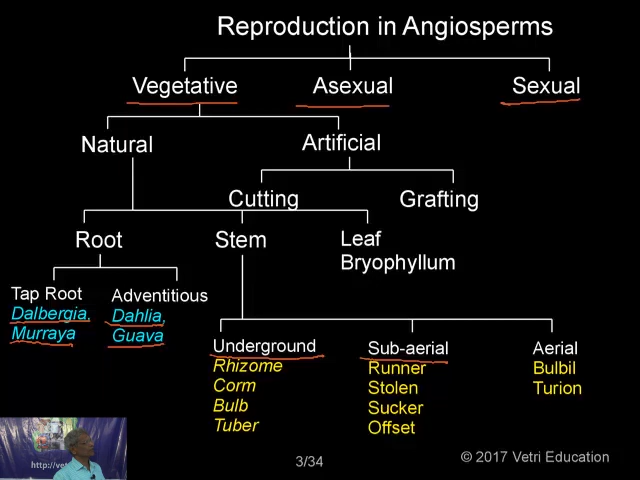 Reproduction in Angiosperms
Vegetative
Asexual
Sexual
Natural
Artificial
Cutting
Grafting
Root
Stem
Leaf
Bryophyllum
Tap Root
Dalbergia,
Murraya
Adventitious
Dahlia,
Guava
Underground
Rhizome
Corm
Bulb
Tuber
Sub-aerial
Runner
Stolen
Sucker
Offset
Aerial
Bulbil
Turion
3/34
© 2017 Vetri Education